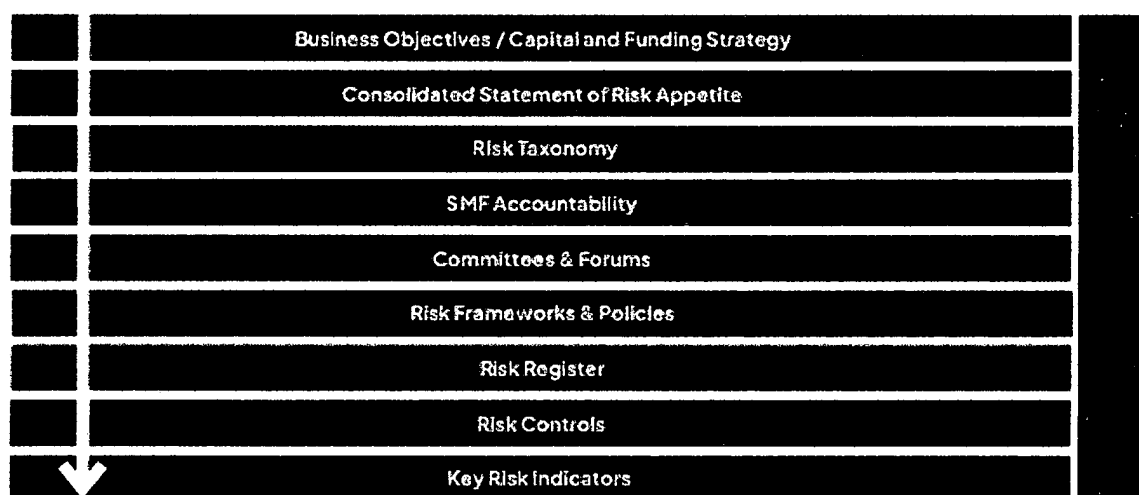 Business Objectives / Capital and Funding Strategy
Consolidated Statement of Risk Appetite
Risk Taxonomy
SMF Accountability
Committees & Forums
Risk Frameworks & Policies
Risk Register
Risk Controls
Key Risk Indicators